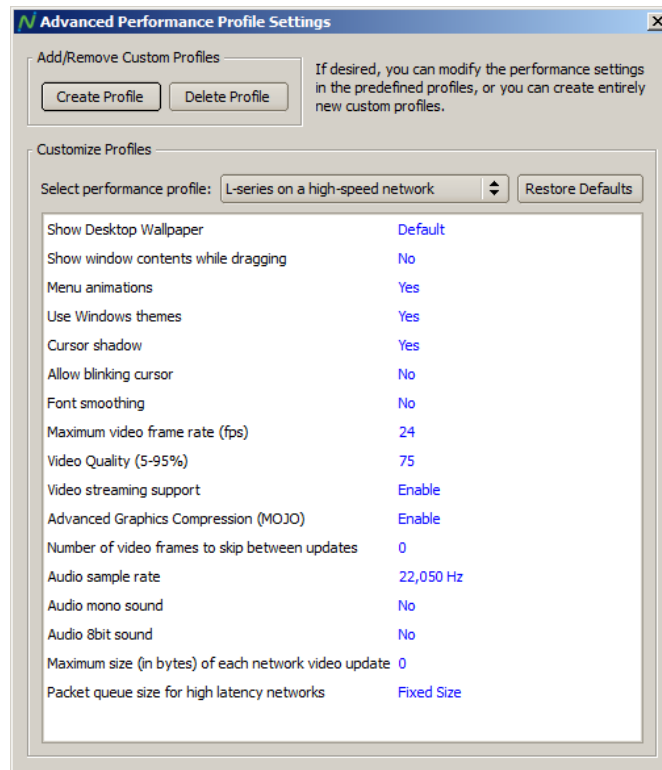 Advanced Performance Profile Settings
Add/Remove Custom Profiles
Create Profile Delete Profile
If desired, you can modify the performance settings
in the predefined profiles, or you can create entirely
new custom profiles.
Customize Profiles
Select performance profile: L-series on a high-speed network Restore Defaults
Show Desktop Wallpaper Default
Show window contents while dragging No
Menu animations Yes
Use Windows themes Yes
Cursor shadow Yes
Allow blinking cursor No
Font smoothing No
Maximum video frame rate (fps) 24
Video Quality (5-95%) 75
Video streaming support Enable
Advanced Graphics Compression (MOJO) Enable
Number of video frames to skip between updates 0
Audio sample rate 22,050 Hz
Audio mono sound No
Audio 8bit sound No
Maximum size (in bytes) of each network video update 0
Packet queue size for high latency networks Fixed Size